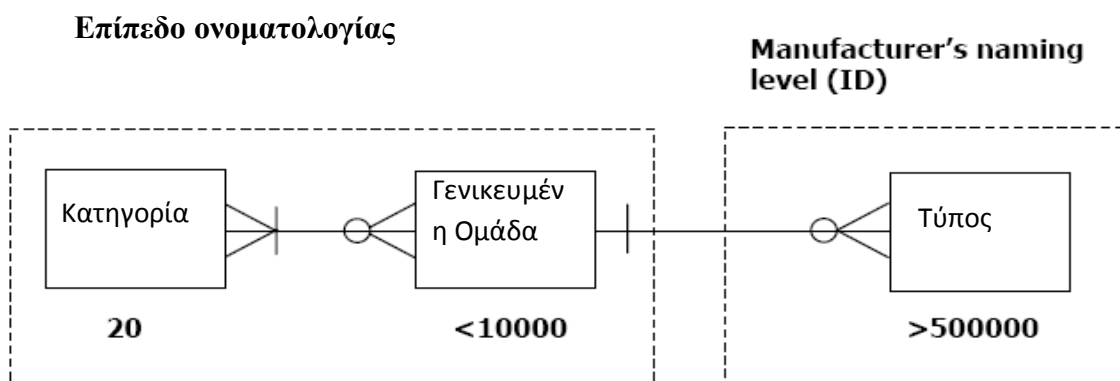 Επίπεδο ονοματολογίας
Manufacturer's naming
level (ID)
Κατηγορία
Γενικευμέν
η Ομάδα
Τύπος
20
<10000
>500000